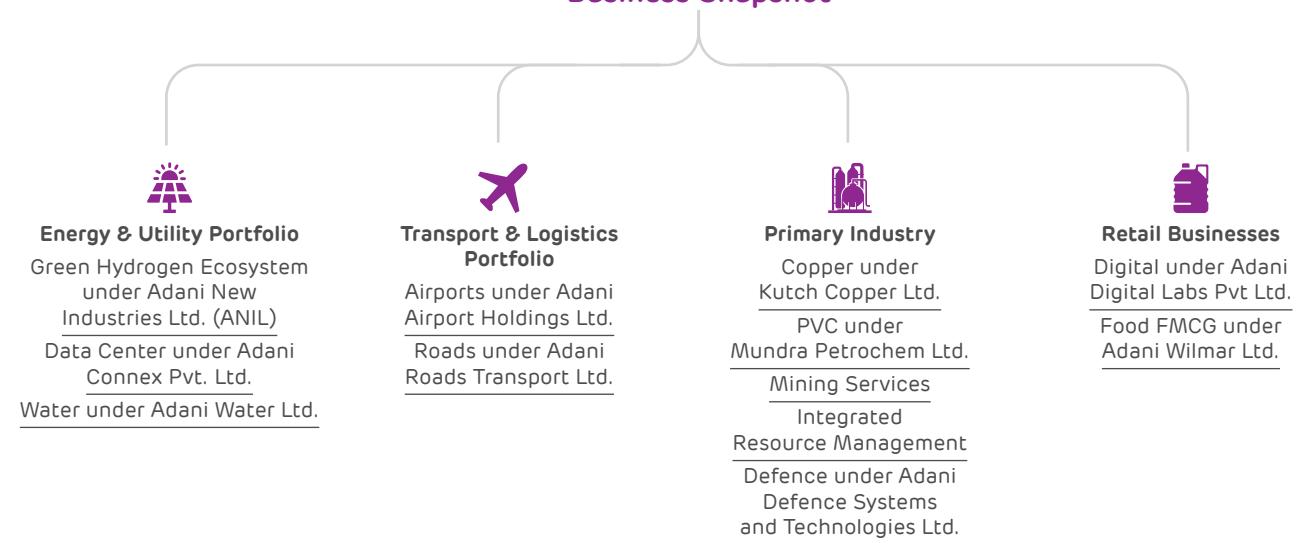 Business Snapshot
Energy & Utility Portfolio
Green Hydrogen Ecosystem
under Adani New
Industries Ltd. (ANIL)
Data Center under Adani
Connex Pvt. Ltd.
Water under Adani Water Ltd.
Transport & Logistics
Portfolio
Airports under Adani
Airport Holdings Ltd.
Roads under Adani
Roads Transport Ltd.
Primary Industry
Copper under
Kutch Copper Ltd.
PVC under
Mundra Petrochem Ltd.
Mining Services
Integrated
Resource Management
Defence under Adani
Defence Systems
and Technologies Ltd.
Retail Businesses
Digital under Adani
Digital Labs Pvt Ltd.
Food FMCG under
Adani Wilmar Ltd.